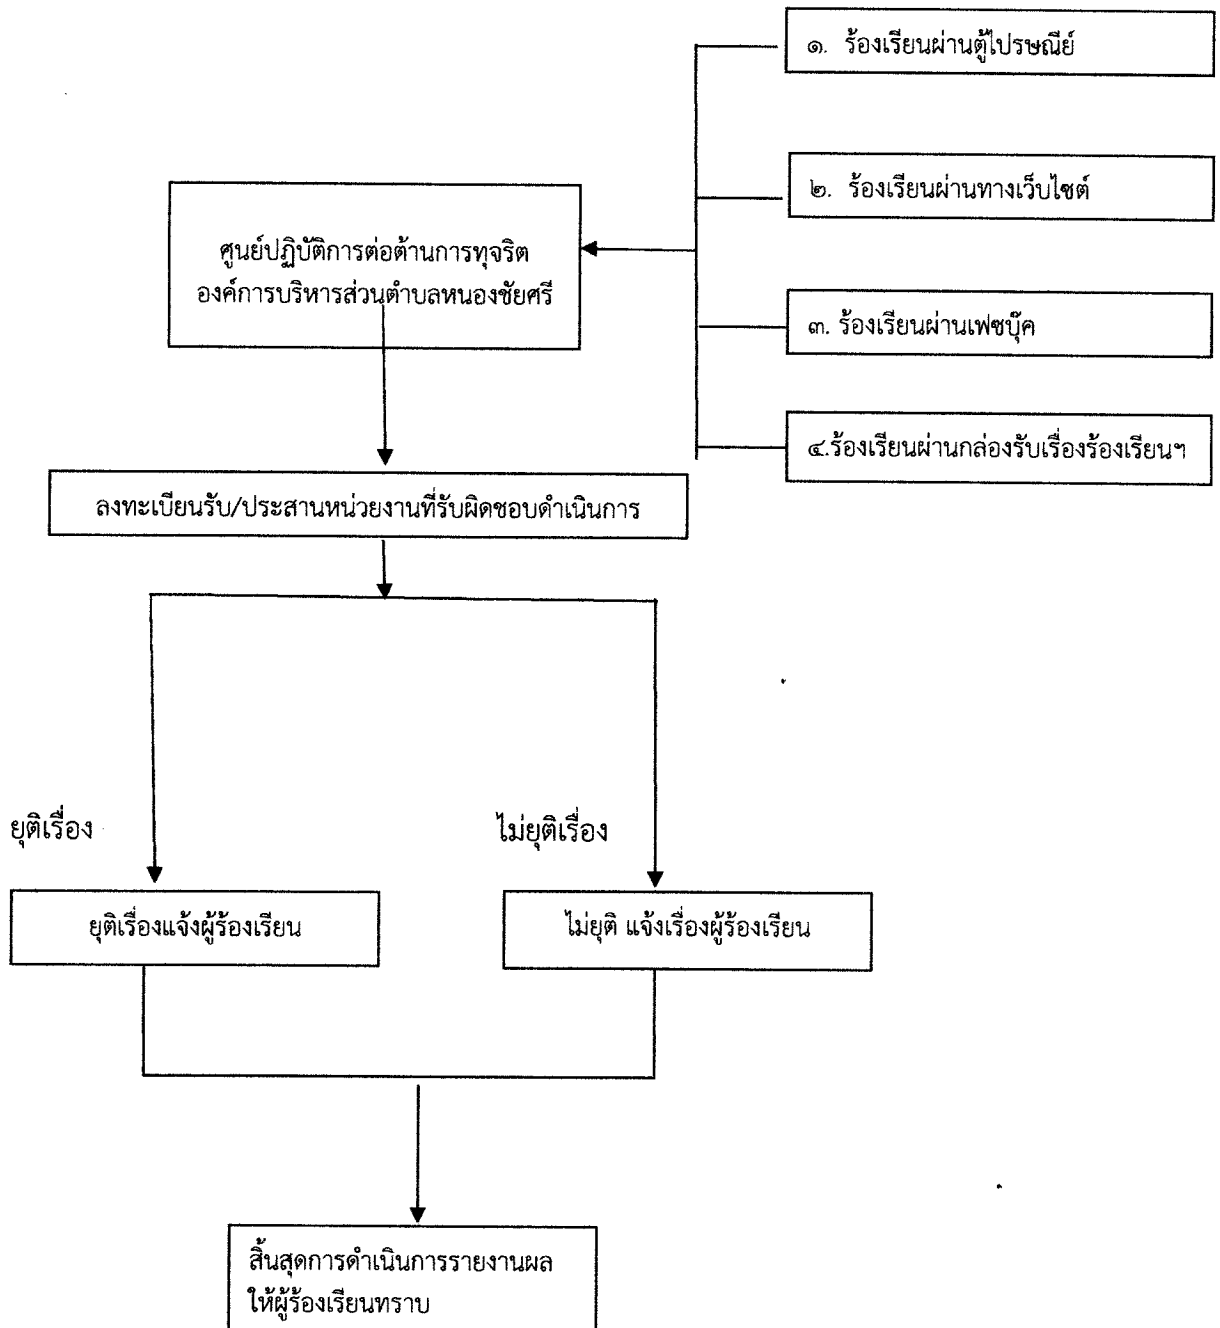 ๑. ร้องเรียนผ่านตู้ไปรษณีย์
๒. ร้องเรียนผ่านทางเว็บไซต์
ศูนย์ปฏิบัติการต่อต้านการทุจริต
องค์การบริหารส่วนตำบลหนองชัยศรี
๓. ร้องเรียนผ่านเฟซบุ๊ค
๔.ร้องเรียนผ่านกล่องรับเรื่องร้องเรียนฯ
ลงทะเบียนรับ/ประสานหน่วยงานที่รับผิดชอบดำเนินการ
ยุติเรื่อง
ไม่ยุติเรื่อง
ยุติเรื่องแจ้งผู้ร้องเรียน
ไม่ยุติ แจ้งเรื่องผู้ร้องเรียน
สิ้นสุดการดำเนินการรายงานผล
ให้ผู้ร้องเรียนทราบ